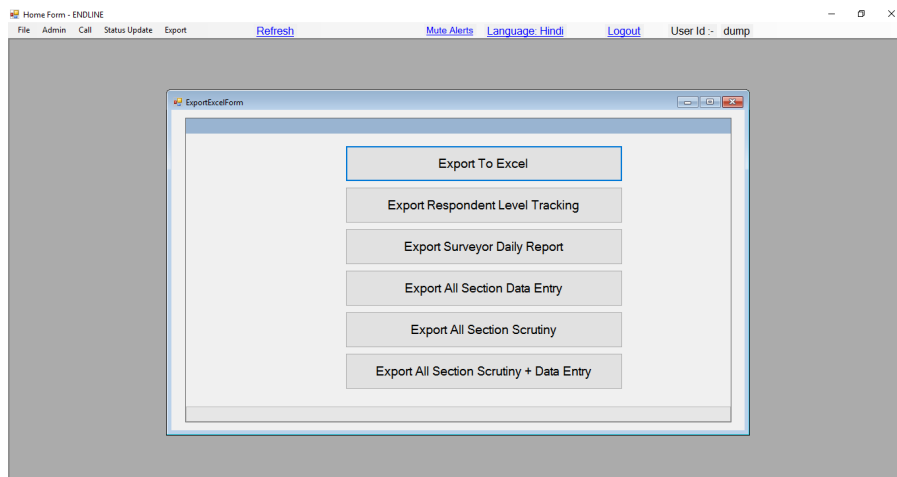 Home Form - ENDLINE
File Admin Call Status Update Export Refresh Mute Alerts Language: Hindi Logout User Id :- dump
ExportExcelForm
Export To Excel
Export Respondent Level Tracking
Export Surveyor Daily Report
Export All Section Data Entry
Export All Section Scrutiny
Export All Section Scrutiny + Data Entry